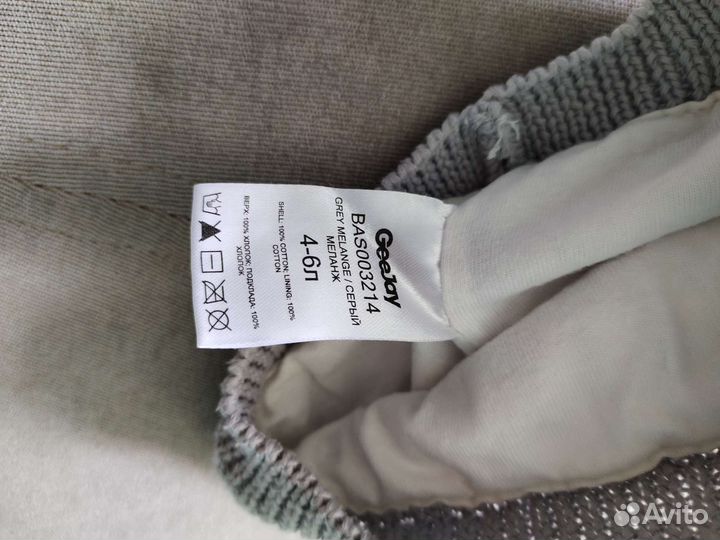 GeeJay
BAS003214
GREY MELANGE / СЕРЫЙ
МЕЛАНЖ
4-6л
SHELL: 100% COTTON; LINING: 100%
COTTON
ВЕРХ: 100% ХЛОПОК; ПОДКЛАДА: 100%
ХЛОПОК
Avito